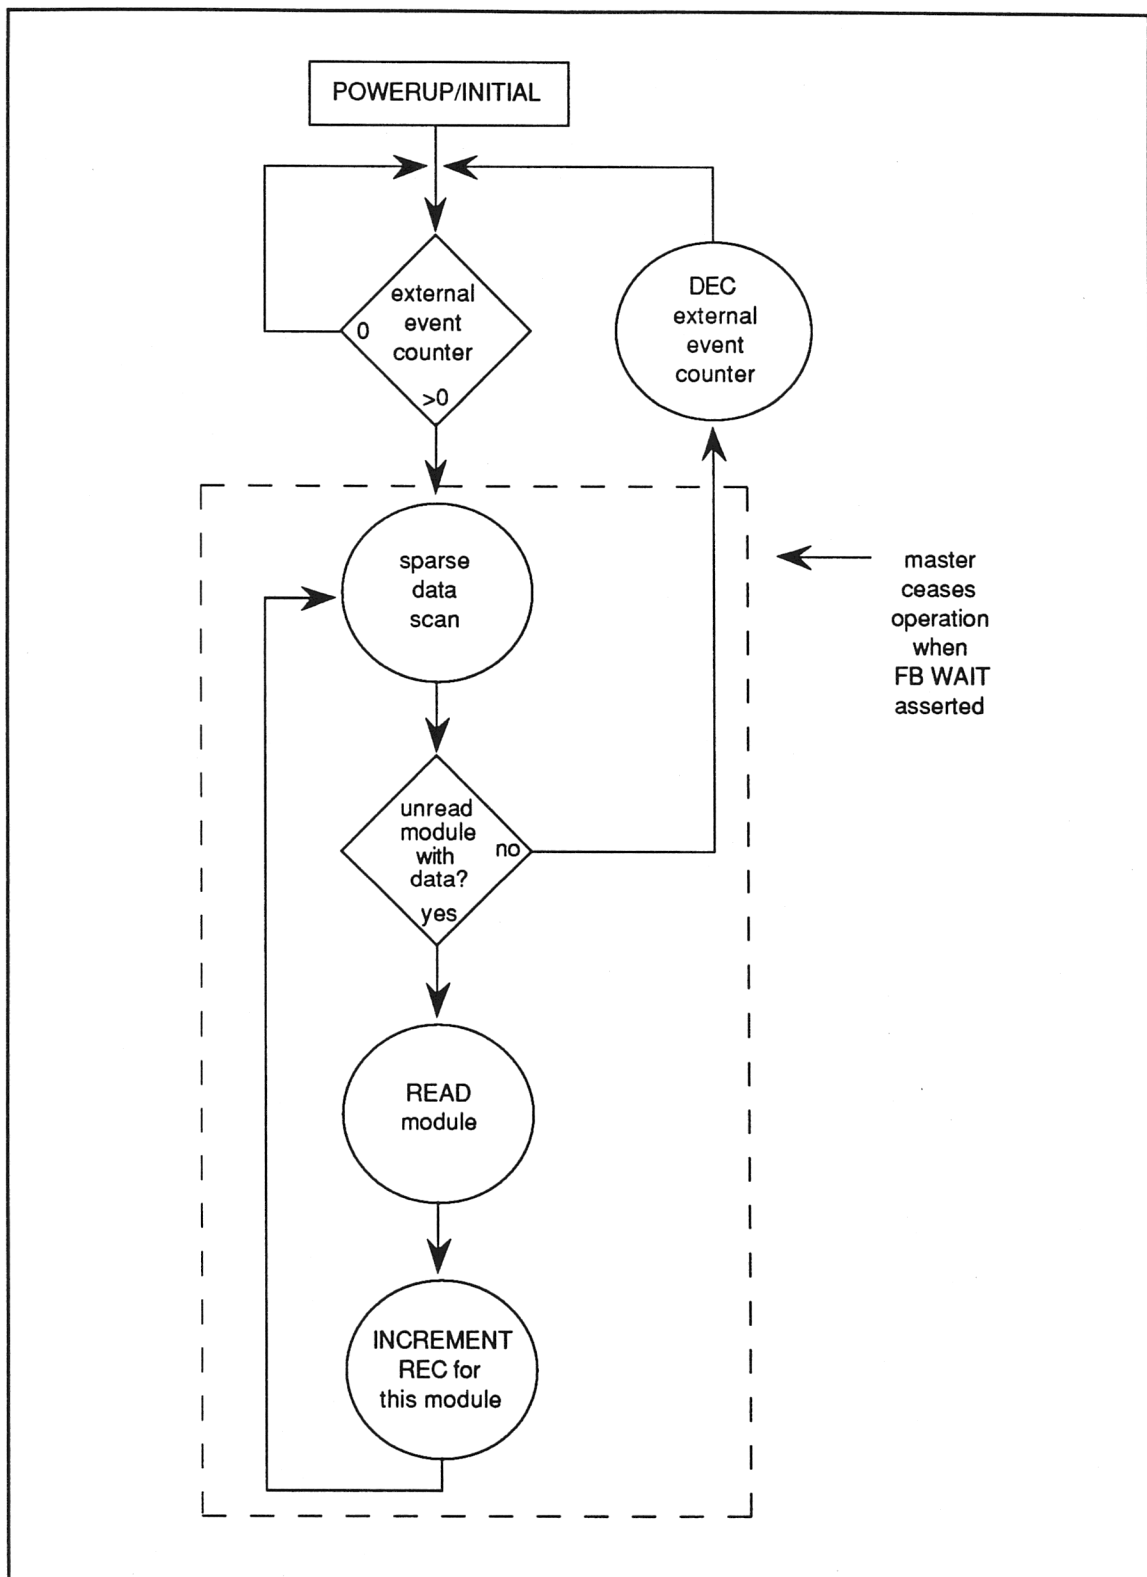 POWERUP/INITIAL
external
event
counter
0
>0
DEC
external
event
counter
sparse
data
scan
master
ceases
operation
when
FB WAIT
asserted
unread
module
with
data?
no
yes
READ
module
INCREMENT
REC for
this module